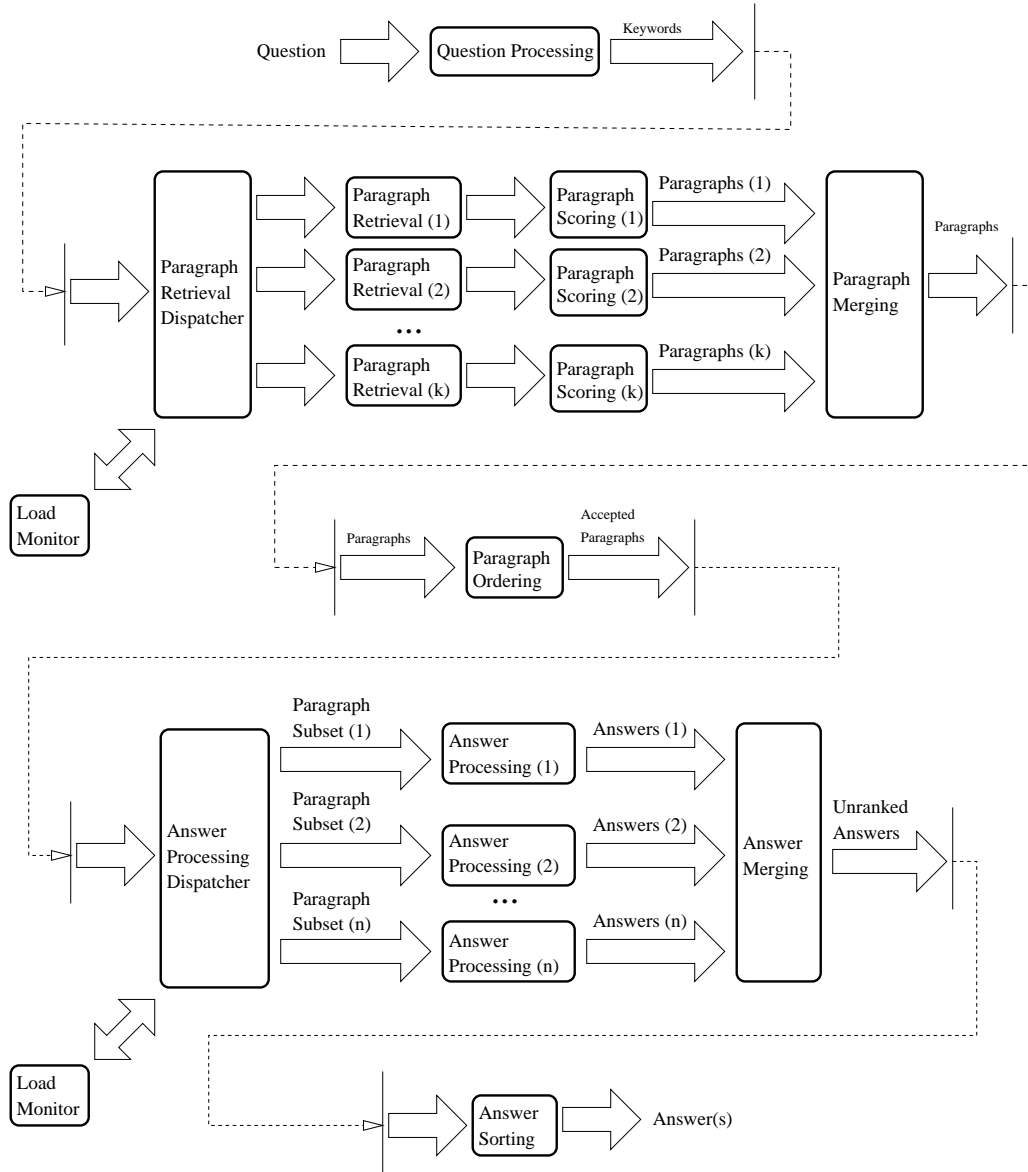 Question
Question Processing
Keywords
Paragraph
Retrieval
Dispatcher
Paragraph
Retrieval (1)
Paragraph
Scoring (1)
Paragraphs (1)
Paragraph
Retrieval (2)
Paragraph
Scoring (2)
Paragraphs (2)
...
Paragraph
Retrieval (k)
Paragraph
Scoring (k)
Paragraphs (k)
Paragraph
Merging
Paragraphs
Load
Monitor
Paragraphs
Paragraph
Ordering
Accepted
Paragraphs
Answer
Processing
Dispatcher
Paragraph
Subset (1)
Answer
Processing (1)
Answers (1)
Paragraph
Subset (2)
Answer
Processing (2)
Answers (2)
...
Paragraph
Subset (n)
Answer
Processing (n)
Answers (n)
Answer
Merging
Unranked
Answers
Load
Monitor
Answer
Sorting
Answer(s)